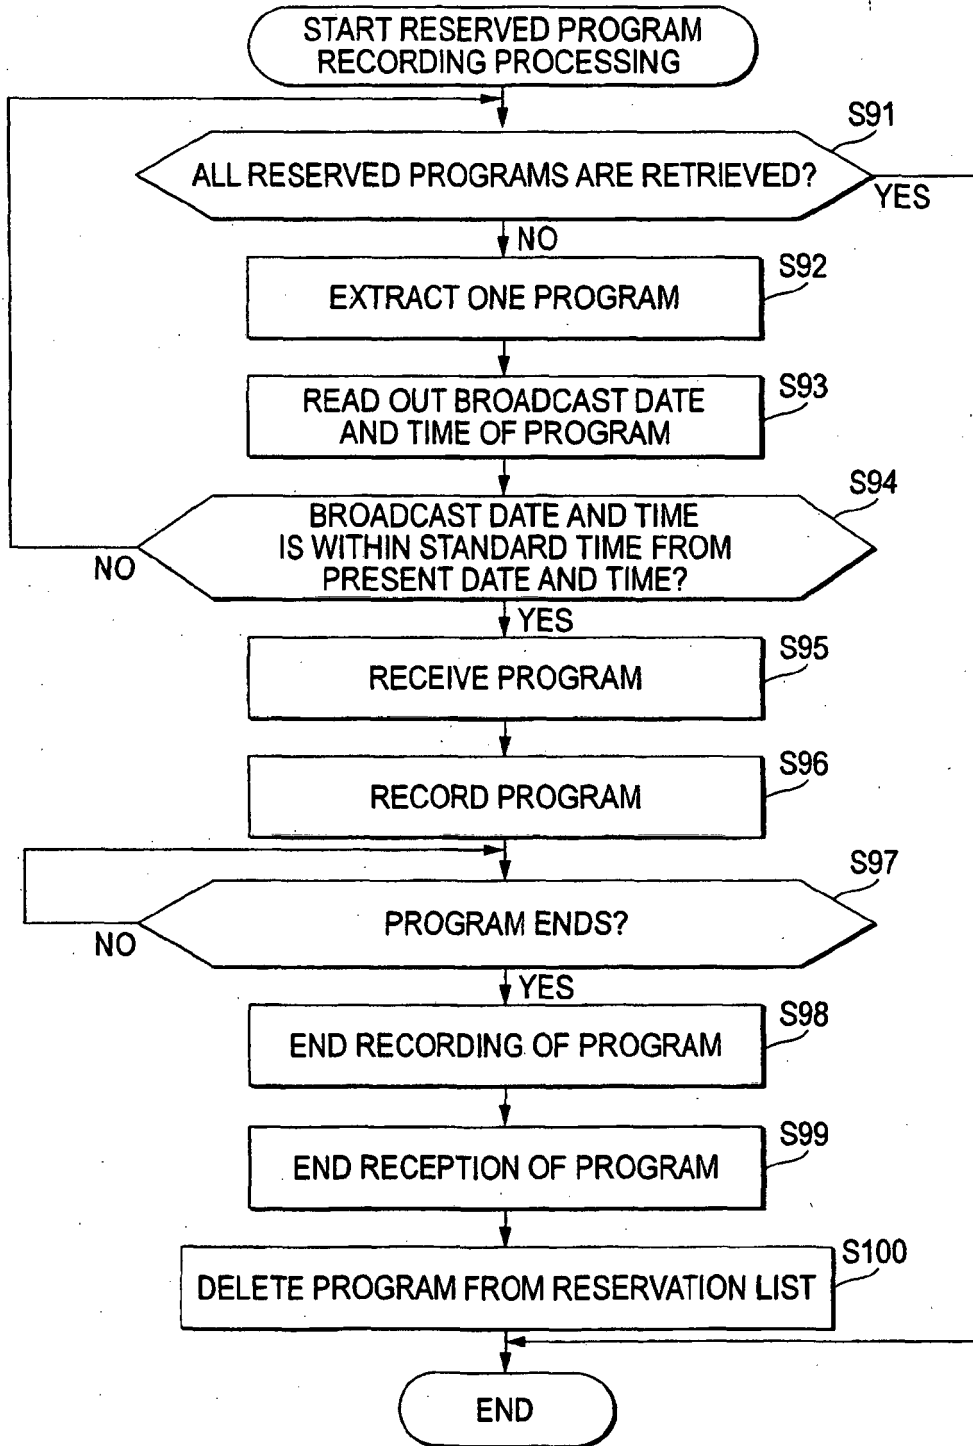 START RESERVED PROGRAM
RECORDING PROCESSING
S91
ALL RESERVED PROGRAMS ARE RETRIEVED?
YES
NO
S92
EXTRACT ONE PROGRAM
S93
READ OUT BROADCAST DATE
AND TIME OF PROGRAM
S94
BROADCAST DATE AND TIME
IS WITHIN STANDARD TIME FROM
PRESENT DATE AND TIME?
NO
YES
S95
RECEIVE PROGRAM
S96
RECORD PROGRAM
S97
PROGRAM ENDS?
NO
YES
S98
END RECORDING OF PROGRAM
S99
END RECEPTION OF PROGRAM
S100
DELETE PROGRAM FROM RESERVATION LIST
END